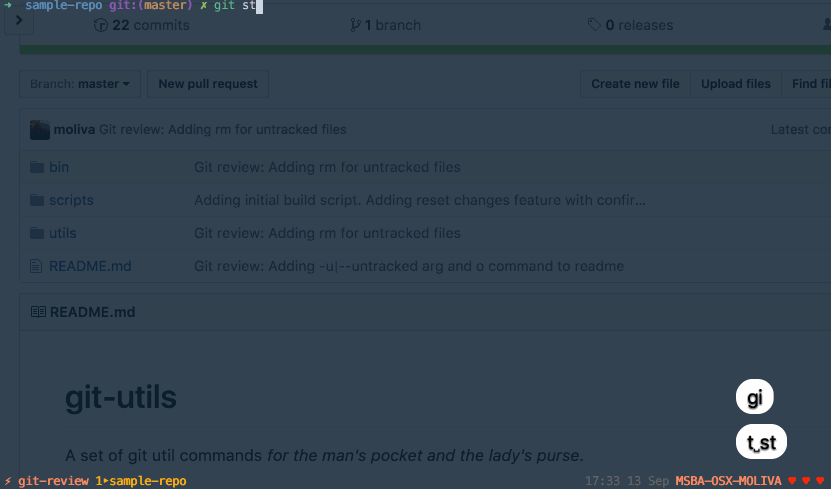 ➜ sample-repo git:(master) ✗ git st
22 commits 1 branch 0 releases
Branch: master New pull request Create new file Upload files Find
moliva Git review: Adding rm for untracked files Latest
bin Git review: Adding rm for untracked files
scripts Adding initial build script. Adding reset changes feature with confir...
utils Git review: Adding rm for untracked files
README.md Git review: Adding -u|--untracked arg and o command to readme
README.md
git-utils
gi
t␣st
A set of git util commands for the man's pocket and the lady's purse.
⚡ git-review 1▸sample-repo 17:33 13 Sep MSBA-OSX-MOLIVA ♥ ♥ ♥